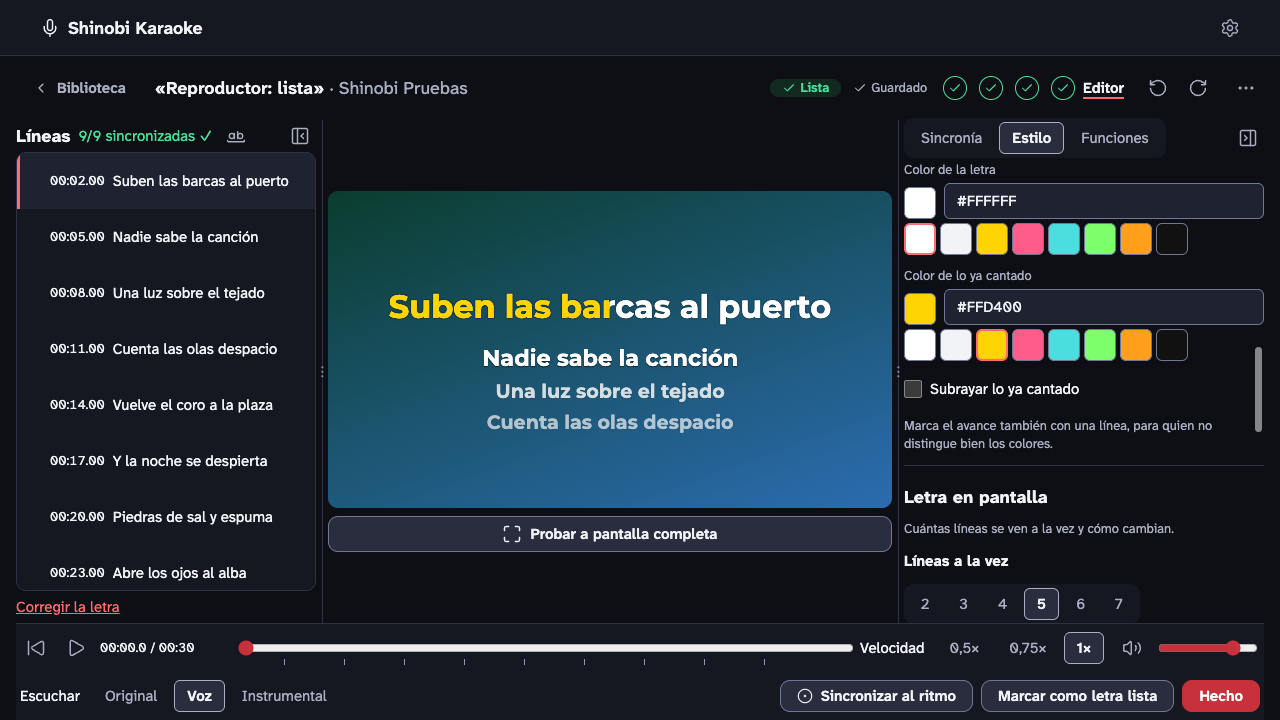 Shinobi Karaoke
Biblioteca
«Reproductor: lista» · Shinobi Pruebas
Lista
Guardado
Editor
Líneas
9/9 sincronizadas
ab
00:02.00 Suben las barcas al puerto
00:05.00 Nadie sabe la canción
00:08.00 Una luz sobre el tejado
00:11.00 Cuenta las olas despacio
00:14.00 Vuelve el coro a la plaza
00:17.00 Y la noche se despierta
00:20.00 Piedras de sal y espuma
00:23.00 Abre los ojos al alba
Corregir la letra
Suben las barcas al puerto
Nadie sabe la canción
Una luz sobre el tejado
Cuenta las olas despacio
Probar a pantalla completa
Sincronía
Estilo
Funciones
Color de la letra
#FFFFFF
Color de lo ya cantado
#FFD400
Subrayar lo ya cantado
Marca el avance también con una línea, para quien no
distingue bien los colores.
Letra en pantalla
Cuántas líneas se ven a la vez y cómo cambian.
Líneas a la vez
2 3 4 5 6 7
00:00.0 / 00:30
Velocidad
0,5×
0,75×
1×
Escuchar
Original
Voz
Instrumental
Sincronizar al ritmo
Marcar como letra lista
Hecho